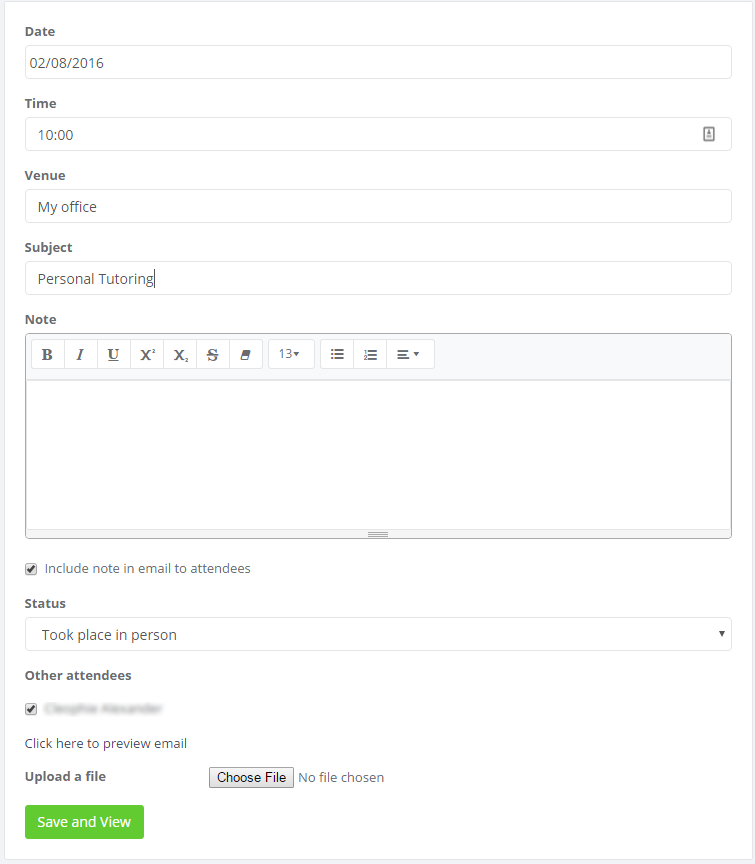 Date
02/08/2016
Time
10:00
Venue
My office
Subject
Personal Tutoring
Note
B I U X² X₂ S 13
Include note in email to attendees
Status
Took place in person
Other attendees
Click here to preview email
Upload a file Choose File No file chosen
Save and View